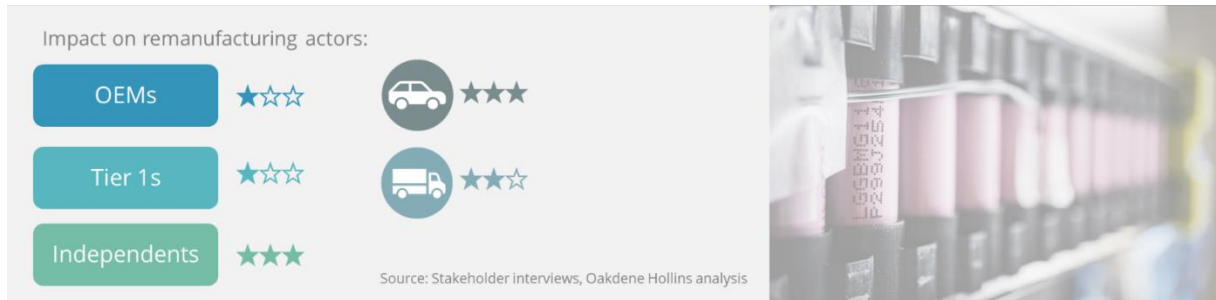 Impact on remanufacturing actors:
OEMs
Tier 1s
Independents
Source: Stakeholder interviews, Oakdene Hollins analysis